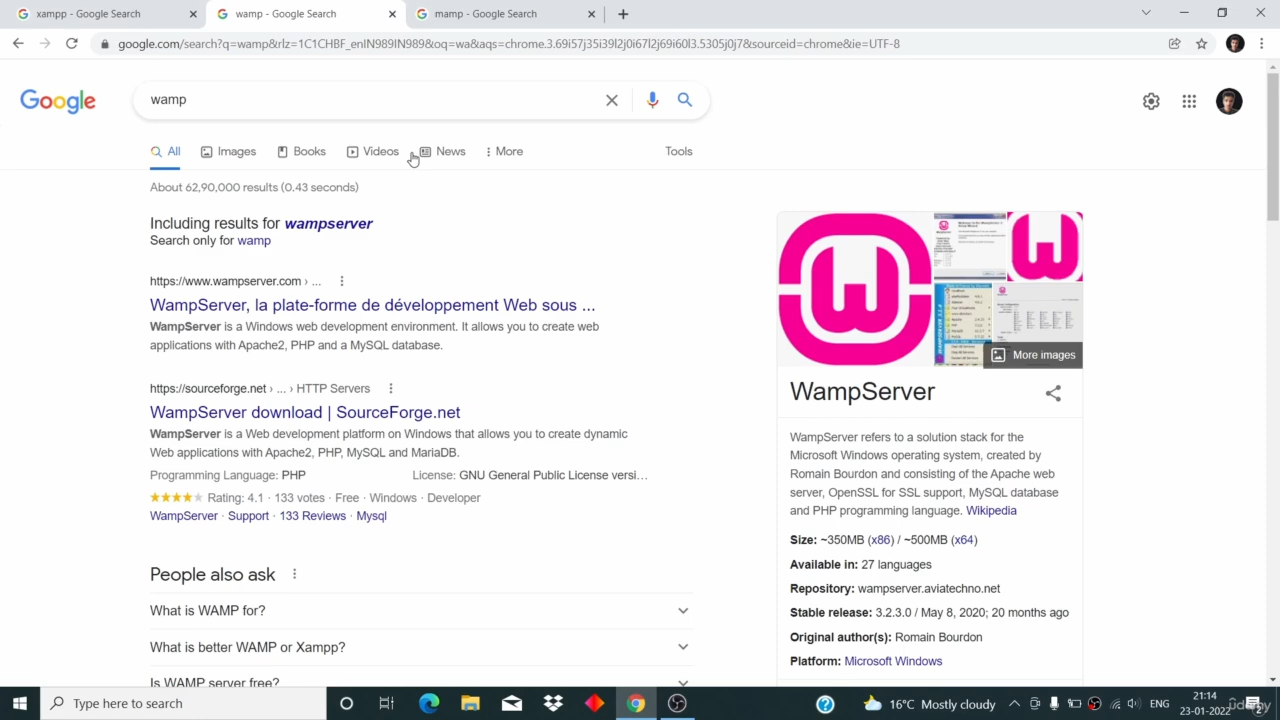 xampp - Google Search
wamp - Google Search
mamp - Google Search
google.com/search?q=wamp&rlz=1C1CHBF_enIN989IN989&oq=wa&aqs=chrome.3.69i57j35i39l2j0i67l2j69i60l3.5305j0j7&sourceid=chrome&ie=UTF-8
Google
wamp
All Images Books Videos News More Tools
About 62,90,000 results (0.43 seconds)
Including results for wampserver
Search only for wamp
https://www.wampserver.com › ...
WampServer, la plate-forme de développement Web sous ...
WampServer is a Windows web development environment. It allows you to create web
applications with Apache2, PHP and a MySQL database.
https://sourceforge.net › ... › HTTP Servers
WampServer download | SourceForge.net
WampServer is a Web development platform on Windows that allows you to create dynamic
Web applications with Apache2, PHP, MySQL and MariaDB.
Programming Language: PHP License: GNU General Public License versi...
Rating: 4.1 · 133 votes · Free · Windows · Developer
WampServer · Support · 133 Reviews · Mysql
People also ask
What is WAMP for?
What is better WAMP or Xampp?
Is WAMP server free?
More images
WampServer
WampServer refers to a solution stack for the
Microsoft Windows operating system, created by
Romain Bourdon and consisting of the Apache web
server, OpenSSL for SSL support, MySQL database
and PHP programming language. Wikipedia
Size: ~350MB (x86) / ~500MB (x64)
Available in: 27 languages
Repository: wampserver.aviatechno.net
Stable release: 3.2.3.0 / May 8, 2020; 20 months ago
Original author(s): Romain Bourdon
Platform: Microsoft Windows
Type here to search
16°C Mostly cloudy
ENG
21:14
23-01-2022
udemy